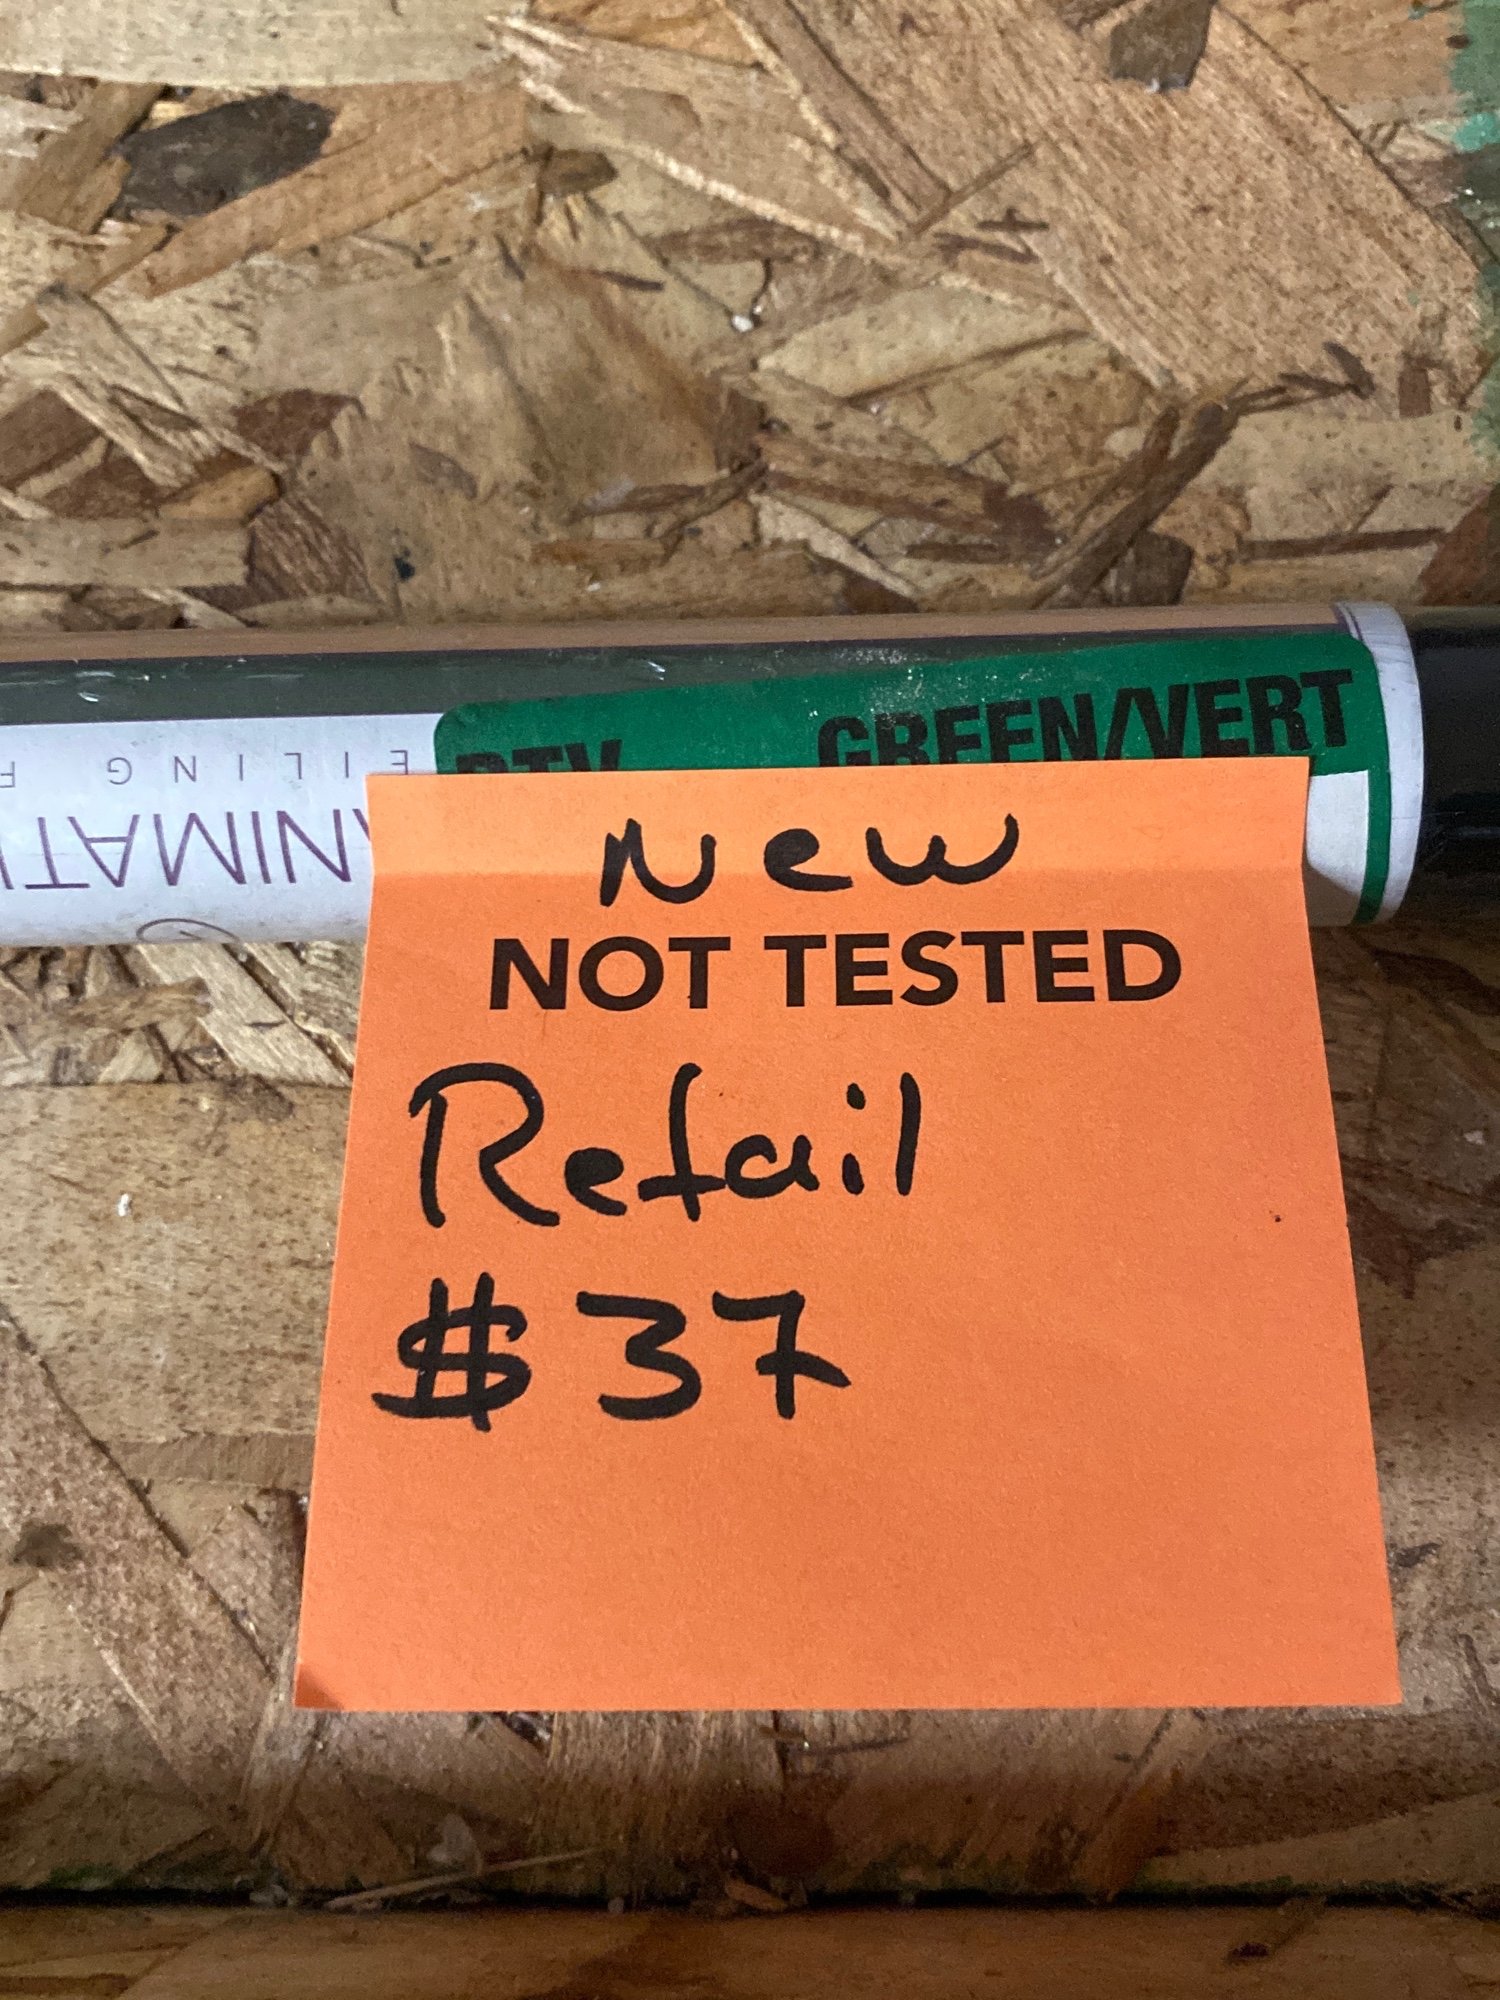 GREEN/VERT
EILING F
NIMATI
New
NOT TESTED
Retail
$37